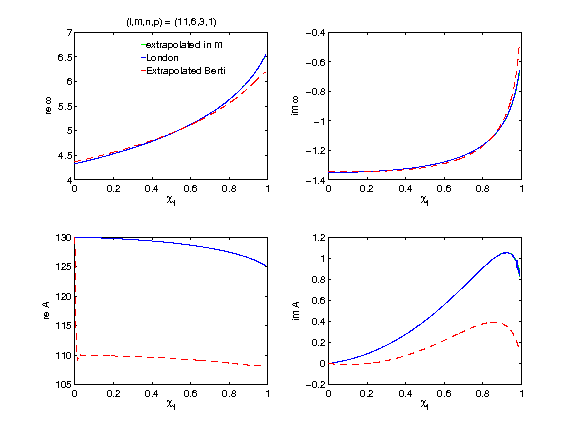 (l,m,n,p) = (11,6,3,1)
extrapolated in m
London
Extrapolated Berti
7
6.5
6
5.5
5
4.5
4
re ω
0 0.2 0.4 0.6 0.8 1
χf
−0.4
−0.6
−0.8
−1
−1.2
−1.4
im ω
0 0.2 0.4 0.6 0.8 1
χf
130
125
120
115
110
105
re A
0 0.2 0.4 0.6 0.8 1
χf
1.2
1
0.8
0.6
0.4
0.2
0
−0.2
im A
0 0.2 0.4 0.6 0.8 1
χf